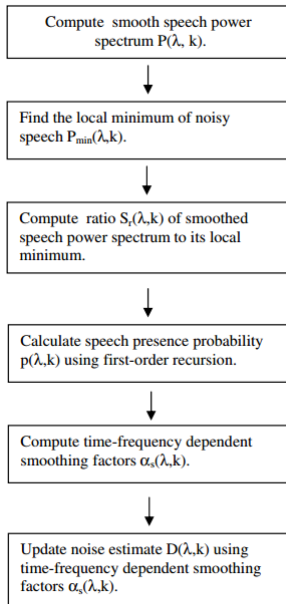 Compute smooth speech power
spectrum P(λ, k).
Find the local minimum of noisy
speech Pmin(λ,k).
Compute ratio Sr(λ,k) of smoothed
speech power spectrum to its local
minimum.
Calculate speech presence probability
p(λ,k) using first-order recursion.
Compute time-frequency dependent
smoothing factors αs(λ,k).
Update noise estimate D(λ,k) using
time-frequency dependent smoothing
factors αs(λ,k).